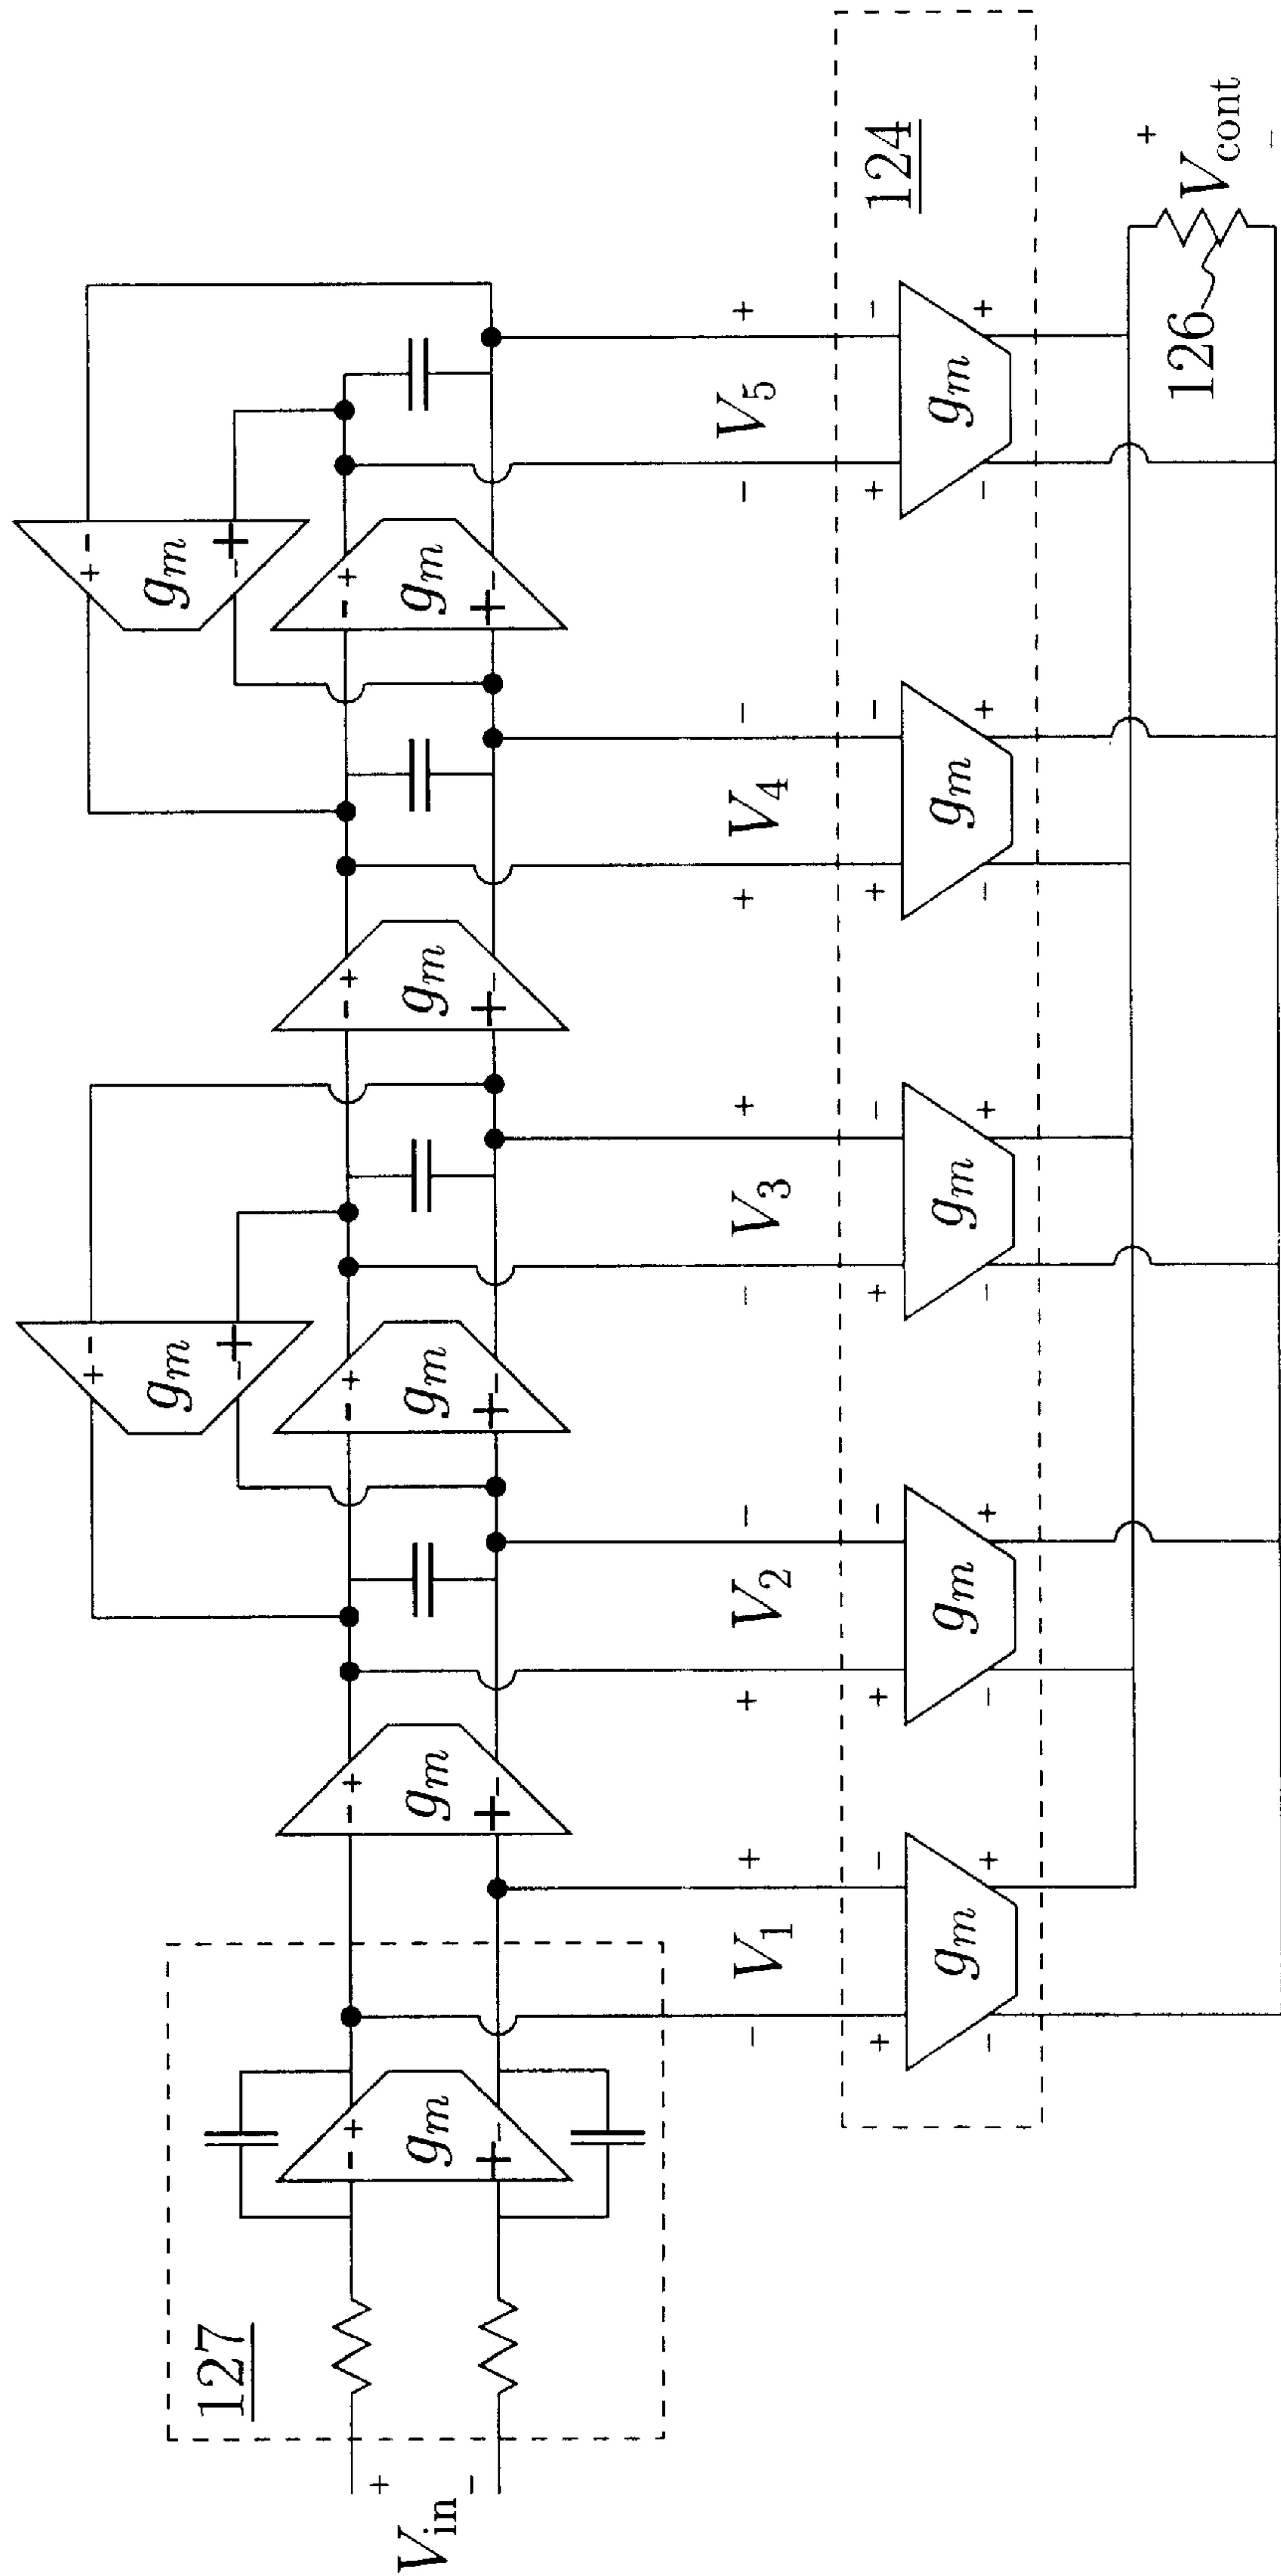 g_m g_m
+ - + -
- + - +
127
V_in + -
- + - + - + - + - +
g_m g_m g_m g_m g_m
+ - + - + - + - + -
- V_1 +
+ V_2 -
- V_3 +
+ V_4 -
- V_5 +
124
+ - + - + - + - + -
g_m g_m g_m g_m g_m
- + - + - + - + - +
126
+ V_cont -